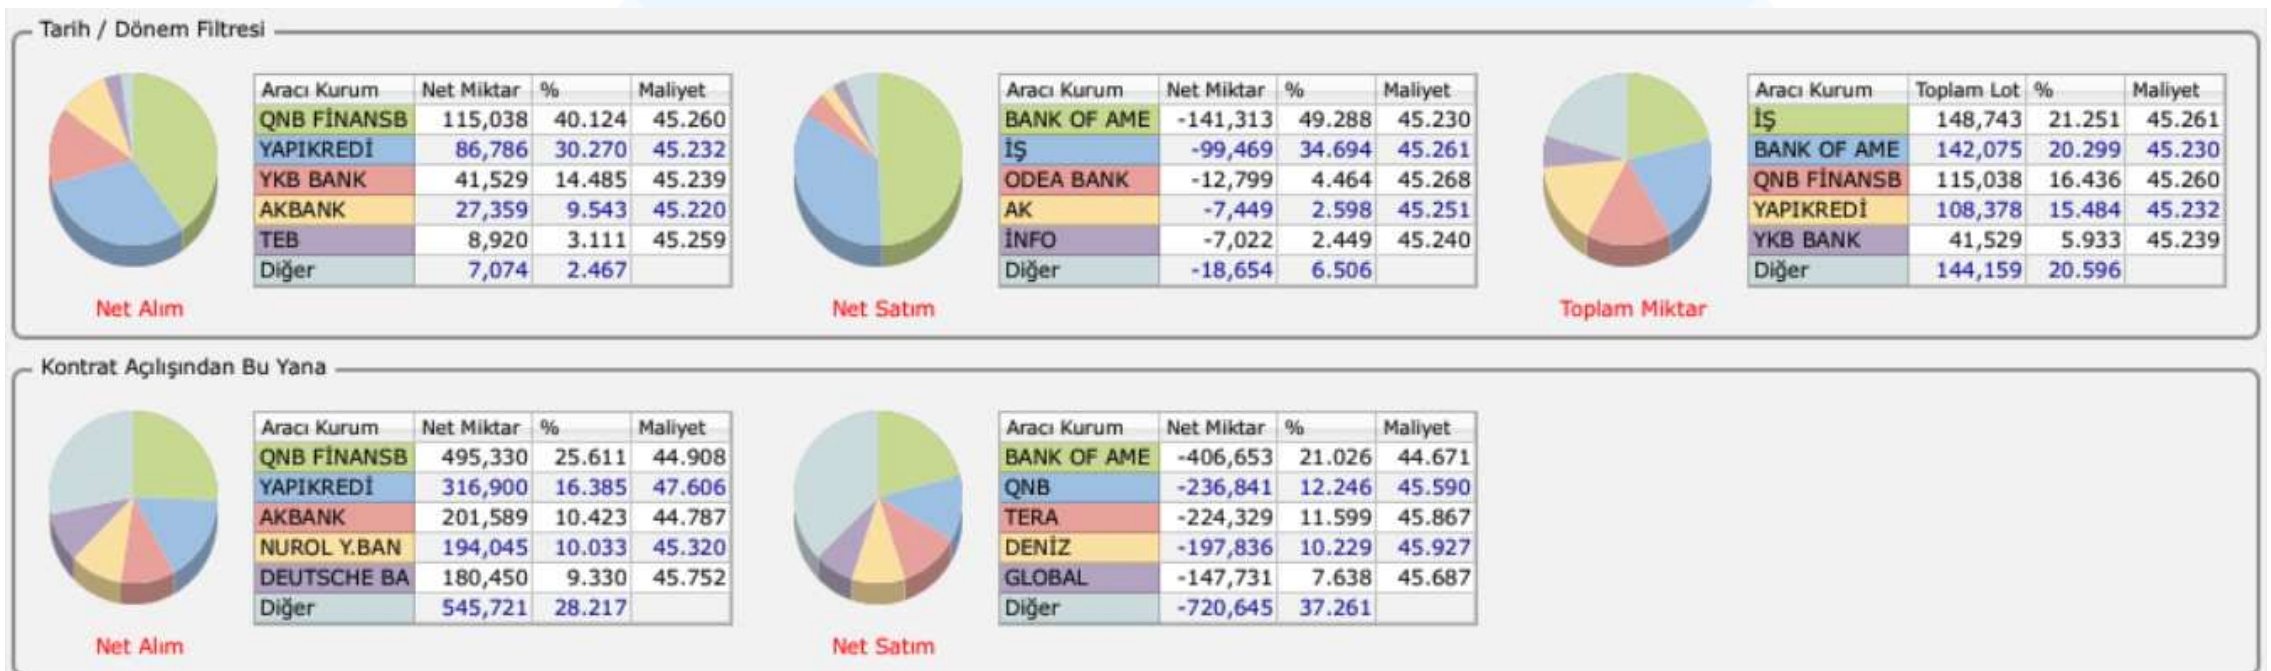 Tarih / Dönem Filtresi
Aracı Kurum Net Miktar % Maliyet
QNB FİNANSB 115,038 40.124 45.260
YAPIKREDİ 86,786 30.270 45.232
YKB BANK 41,529 14.485 45.239
AKBANK 27,359 9.543 45.220
TEB 8,920 3.111 45.259
Diğer 7,074 2.467
Net Alım
Aracı Kurum Net Miktar % Maliyet
BANK OF AME -141,313 49.288 45.230
İŞ -99,469 34.694 45.261
ODEA BANK -12,799 4.464 45.268
AK -7,449 2.598 45.251
İNFO -7,022 2.449 45.240
Diğer -18,654 6.506
Net Satım
Aracı Kurum Toplam Lot % Maliyet
İŞ 148,743 21.251 45.261
BANK OF AME 142,075 20.299 45.230
QNB FİNANSB 115,038 16.436 45.260
YAPIKREDİ 108,378 15.484 45.232
YKB BANK 41,529 5.933 45.239
Diğer 144,159 20.596
Toplam Miktar
Kontrat Açılışından Bu Yana
Aracı Kurum Net Miktar % Maliyet
QNB FİNANSB 495,330 25.611 44.908
YAPIKREDİ 316,900 16.385 47.606
AKBANK 201,589 10.423 44.787
NUROL Y.BAN 194,045 10.033 45.320
DEUTSCHE BA 180,450 9.330 45.752
Diğer 545,721 28.217
Net Alım
Aracı Kurum Net Miktar % Maliyet
BANK OF AME -406,653 21.026 44.671
QNB -236,841 12.246 45.590
TERA -224,329 11.599 45.867
DENİZ -197,836 10.229 45.927
GLOBAL -147,731 7.638 45.687
Diğer -720,645 37.261
Net Satım